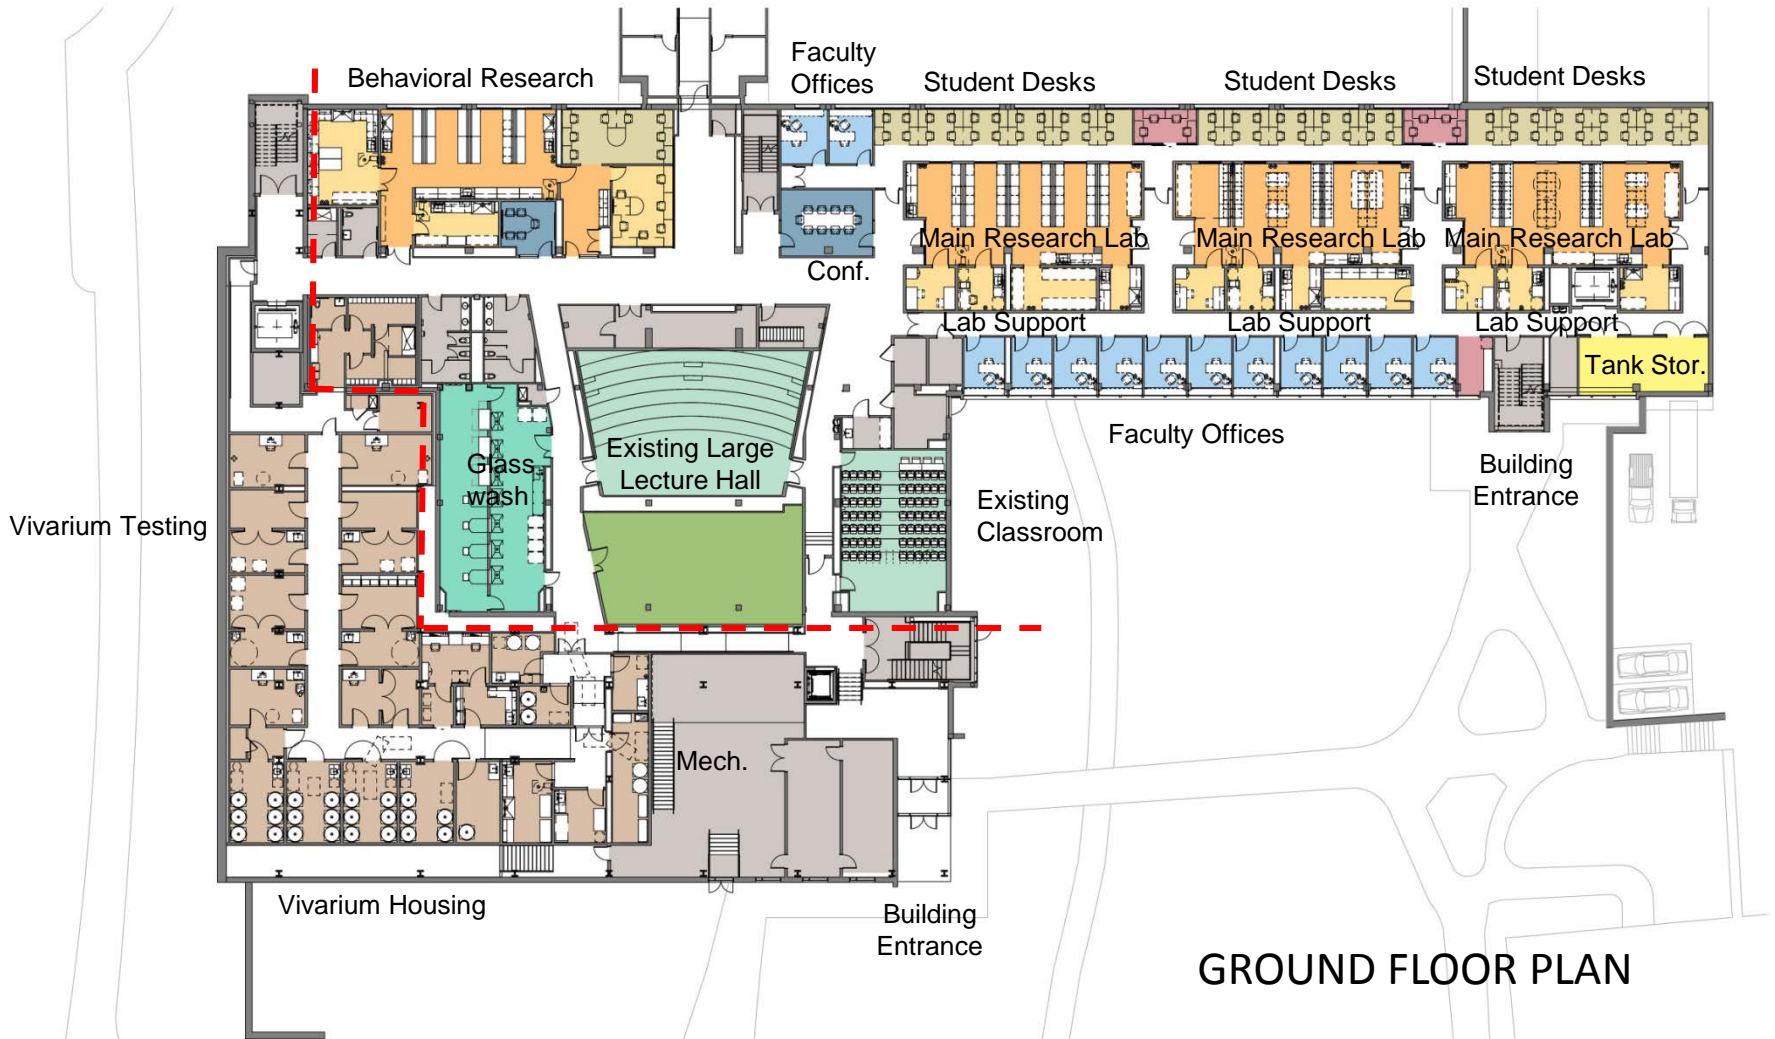 Behavioral Research
Faculty
Offices
Student Desks
Student Desks
Student Desks
Main Research Lab
Main Research Lab
Main Research Lab
Conf.
Lab Support
Lab Support
Lab Support
Tank Stor.
Faculty Offices
Building
Entrance
Glass
wash
Existing Large
Lecture Hall
Existing
Classroom
Vivarium Testing
Mech.
Vivarium Housing
Building
Entrance
GROUND FLOOR PLAN